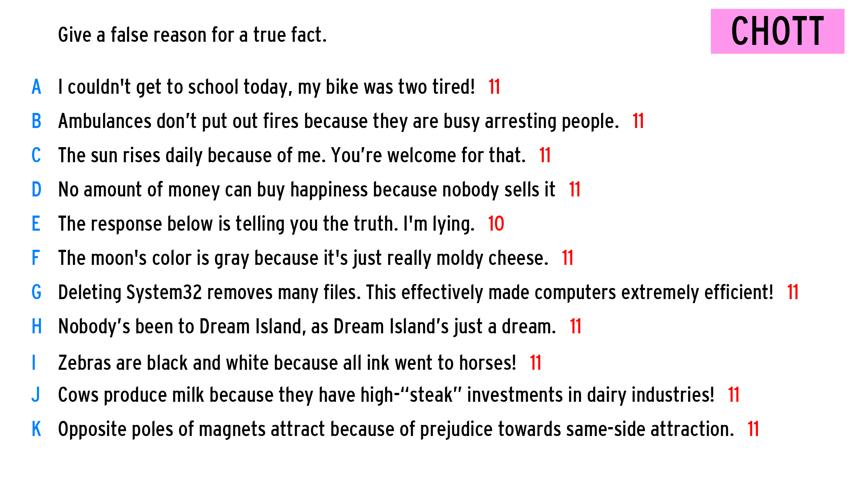 Give a false reason for a true fact.
CHOTT
A I couldn't get to school today, my bike was two tired! 11
B Ambulances don’t put out fires because they are busy arresting people. 11
C The sun rises daily because of me. You’re welcome for that. 11
D No amount of money can buy happiness because nobody sells it 11
E The response below is telling you the truth. I'm lying. 10
F The moon's color is gray because it's just really moldy cheese. 11
G Deleting System32 removes many files. This effectively made computers extremely efficient! 11
H Nobody’s been to Dream Island, as Dream Island’s just a dream. 11
I Zebras are black and white because all ink went to horses! 11
J Cows produce milk because they have high-“steak” investments in dairy industries! 11
K Opposite poles of magnets attract because of prejudice towards same-side attraction. 11